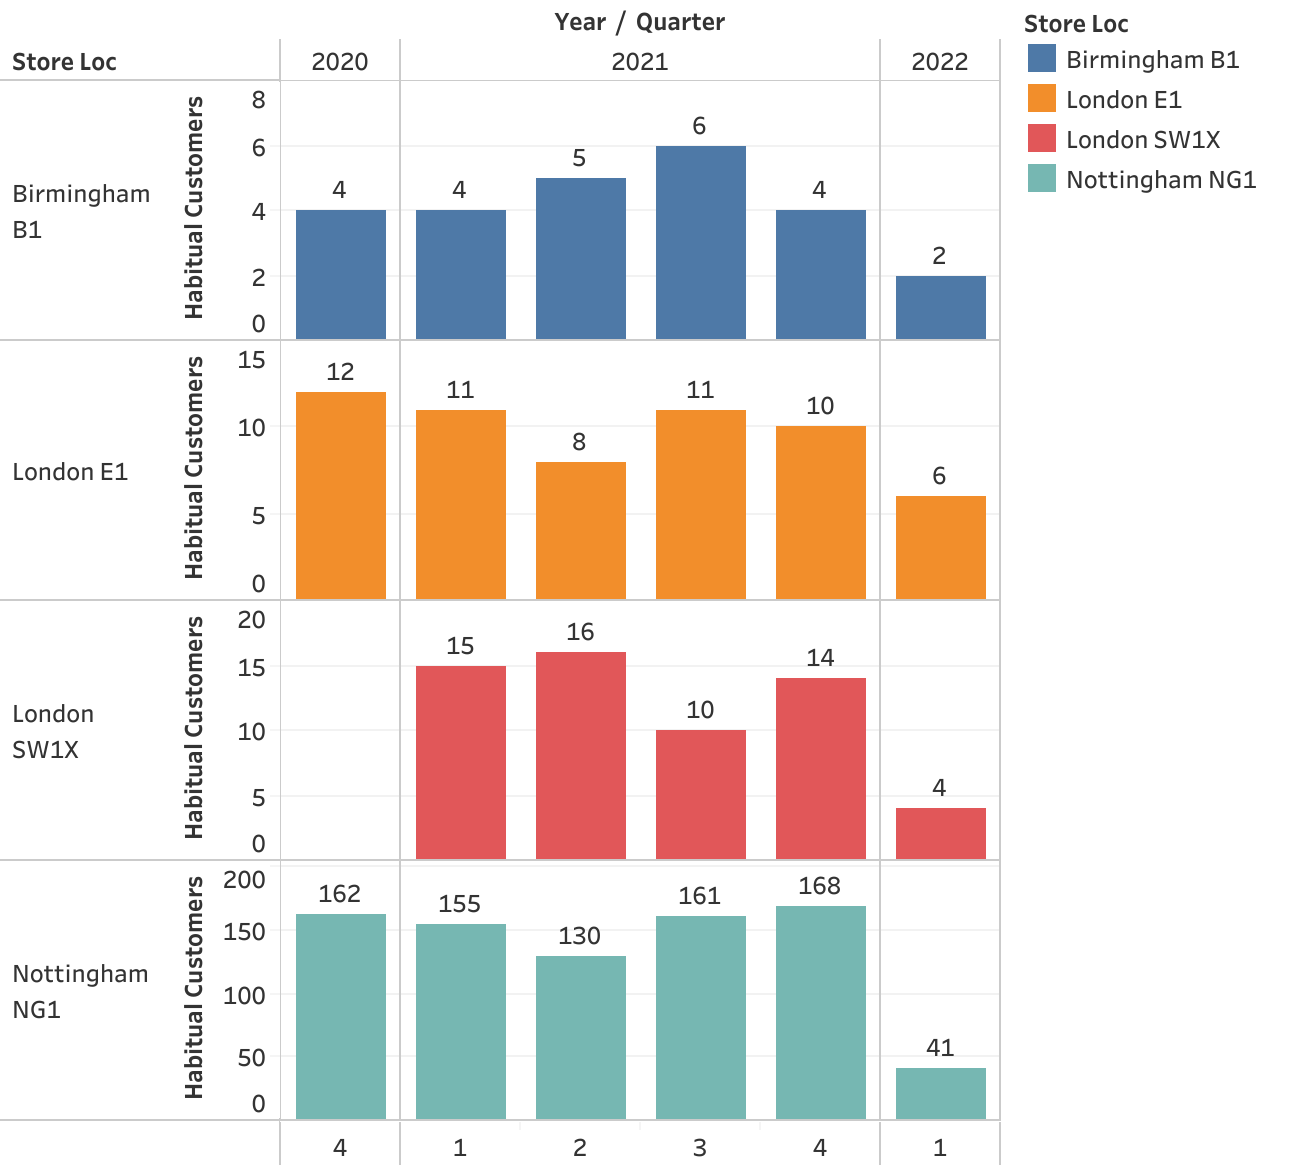 Year / Quarter
Store Loc
2020
2021
2022
Birmingham
B1
Habitual Customers
8
6
4
2
0
4
4
5
6
4
2
London E1
Habitual Customers
15
10
5
0
12
11
8
11
10
6
London
SW1X
Habitual Customers
20
15
10
5
0
15
16
10
14
4
Nottingham
NG1
Habitual Customers
200
150
100
50
0
162
155
130
161
168
41
4
1
2
3
4
1
Store Loc
Birmingham B1
London E1
London SW1X
Nottingham NG1